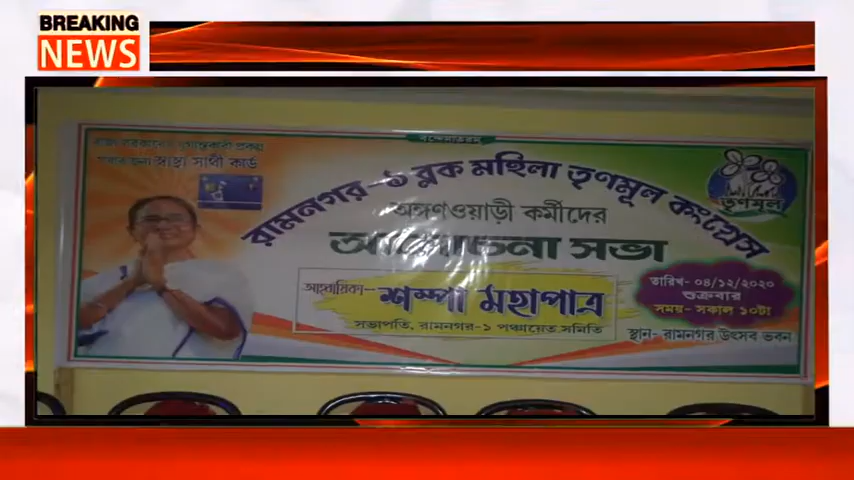 BREAKING
NEWS
বন্দেমাতরম
স্বাস্থ্য সাথী কার্ড
রামনগর-১ ব্লক মহিলা তৃণমূল কংগ্রেস
তৃণমূল
অঙ্গণওয়াড়ী কর্মীদের
আলোচনা সভা
আহ্বায়িকা-
শম্পা মহাপাত্র
সভাপতি, রামনগর-১ পঞ্চায়েত সমিতি
তারিখ- ০৪/১২/২০২০
শুক্রবার
সময়- সকাল ১০টা
স্থান- রামনগর উৎসব ভবন